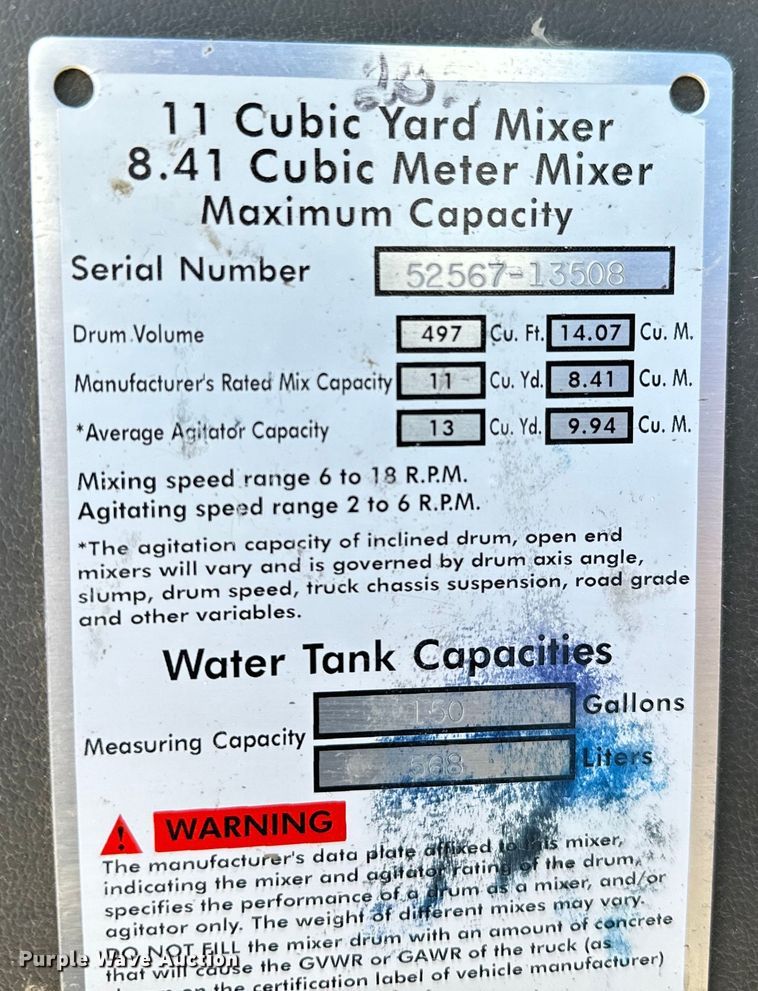 11 Cubic Yard Mixer
8.41 Cubic Meter Mixer
Maximum Capacity
Serial Number 52567-13508
Drum Volume 497 Cu. Ft. 14.07 Cu. M.
Manufacturer's Rated Mix Capacity 11 Cu. Yd. 8.41 Cu. M.
*Average Agitator Capacity 13 Cu. Yd. 9.94 Cu. M.
Mixing speed range 6 to 18 R.P.M.
Agitating speed range 2 to 6 R.P.M.
*The agitation capacity of inclined drum, open end
mixers will vary and is governed by drum axis angle,
slump, drum speed, truck chassis suspension, road grade
and other variables.
Water Tank Capacities
150 Gallons
Measuring Capacity
568 Liters
WARNING
The manufacturer's data plate affixed to this mixer,
indicating the mixer and agitator rating of the drum,
specifies the performance of a drum as a mixer, and/or
agitator only. The weight of different mixes may vary.
DO NOT FILL the mixer drum with an amount of concrete
that will cause the GVWR or GAWR of the truck (as
on the certification label of vehicle manufacturer)
Purple Wave Auction